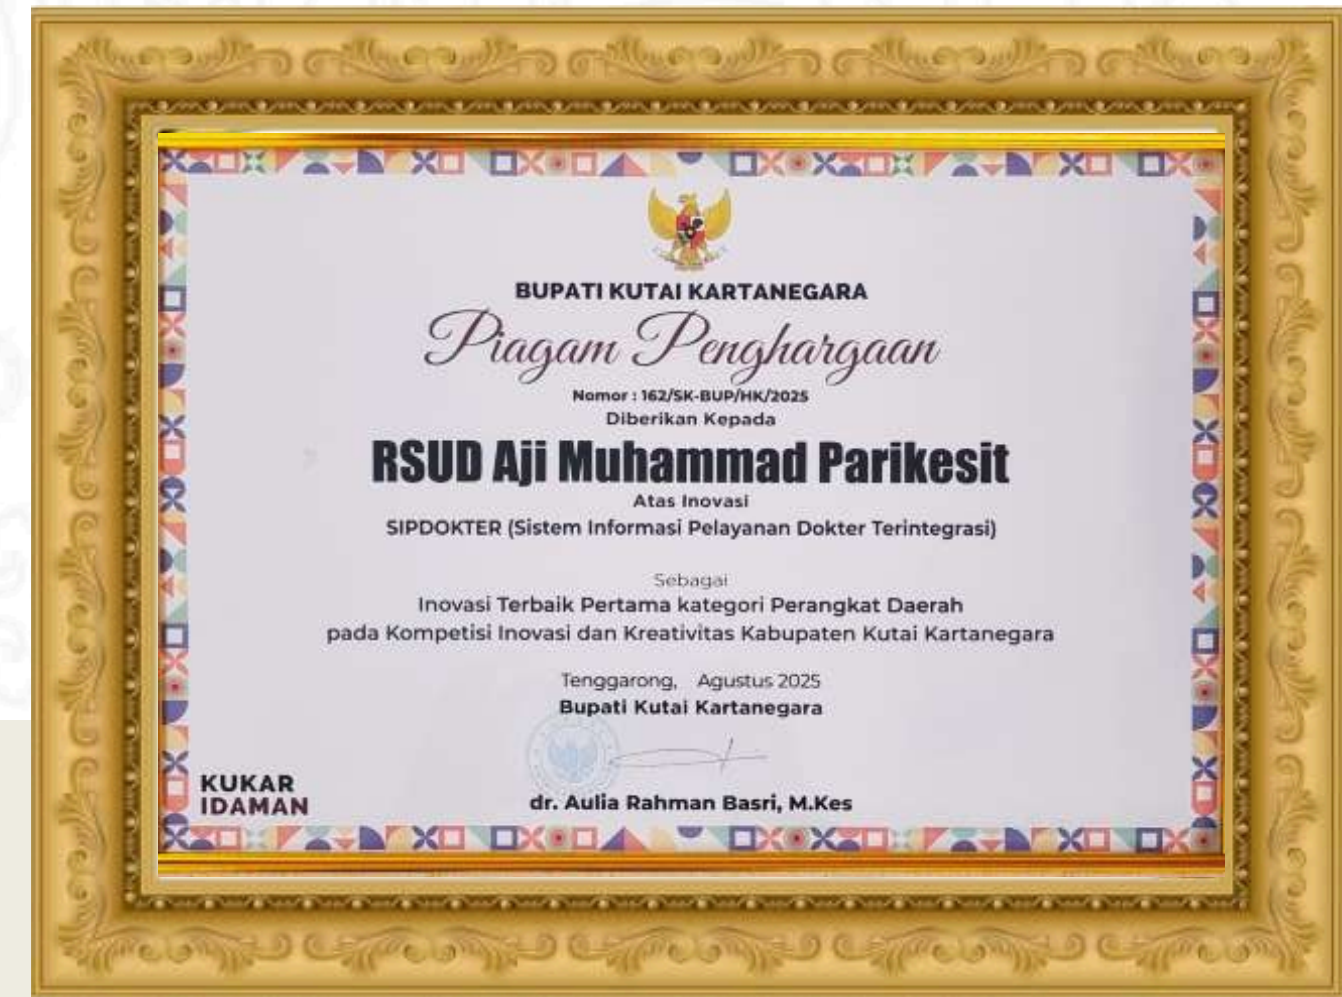 BUPATI KUTAI KARTANEGARA
Piagam Penghargaan
Nomor : 162/SK-BUP/HK/2025
Diberikan Kepada
RSUD Aji Muhammad Parikesit
Atas Inovasi
SIPDOKTER (Sistem Informasi Pelayanan Dokter Terintegrasi)
Sebagai
Inovasi Terbaik Pertama kategori Perangkat Daerah
pada Kompetisi Inovasi dan Kreativitas Kabupaten Kutai Kartanegara
Tenggarong, Agustus 2025
Bupati Kutai Kartanegara
dr. Aulia Rahman Basri, M.Kes
KUKAR
IDAMAN